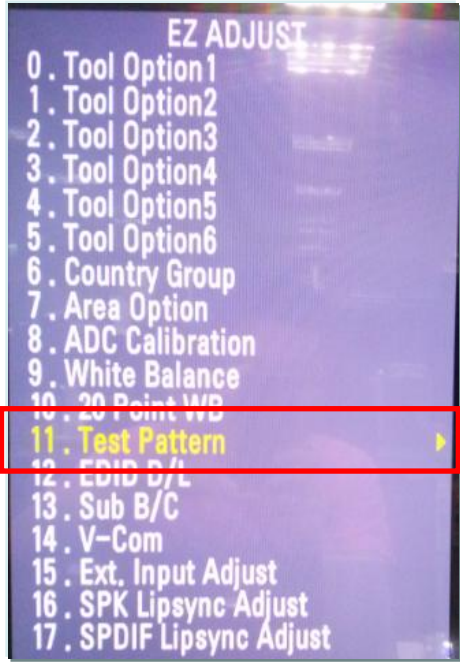 EZ ADJUST
0. Tool Option1
1. Tool Option2
2. Tool Option3
3. Tool Option4
4. Tool Option5
5. Tool Option6
6. Country Group
7. Area Option
8. ADC Calibration
9. White Balance
10. 20 Point WB
11. Test Pattern
12. EDID D/L
13. Sub B/C
14. V-Com
15. Ext. Input Adjust
16. SPK Lipsync Adjust
17. SPDIF Lipsync Adjust